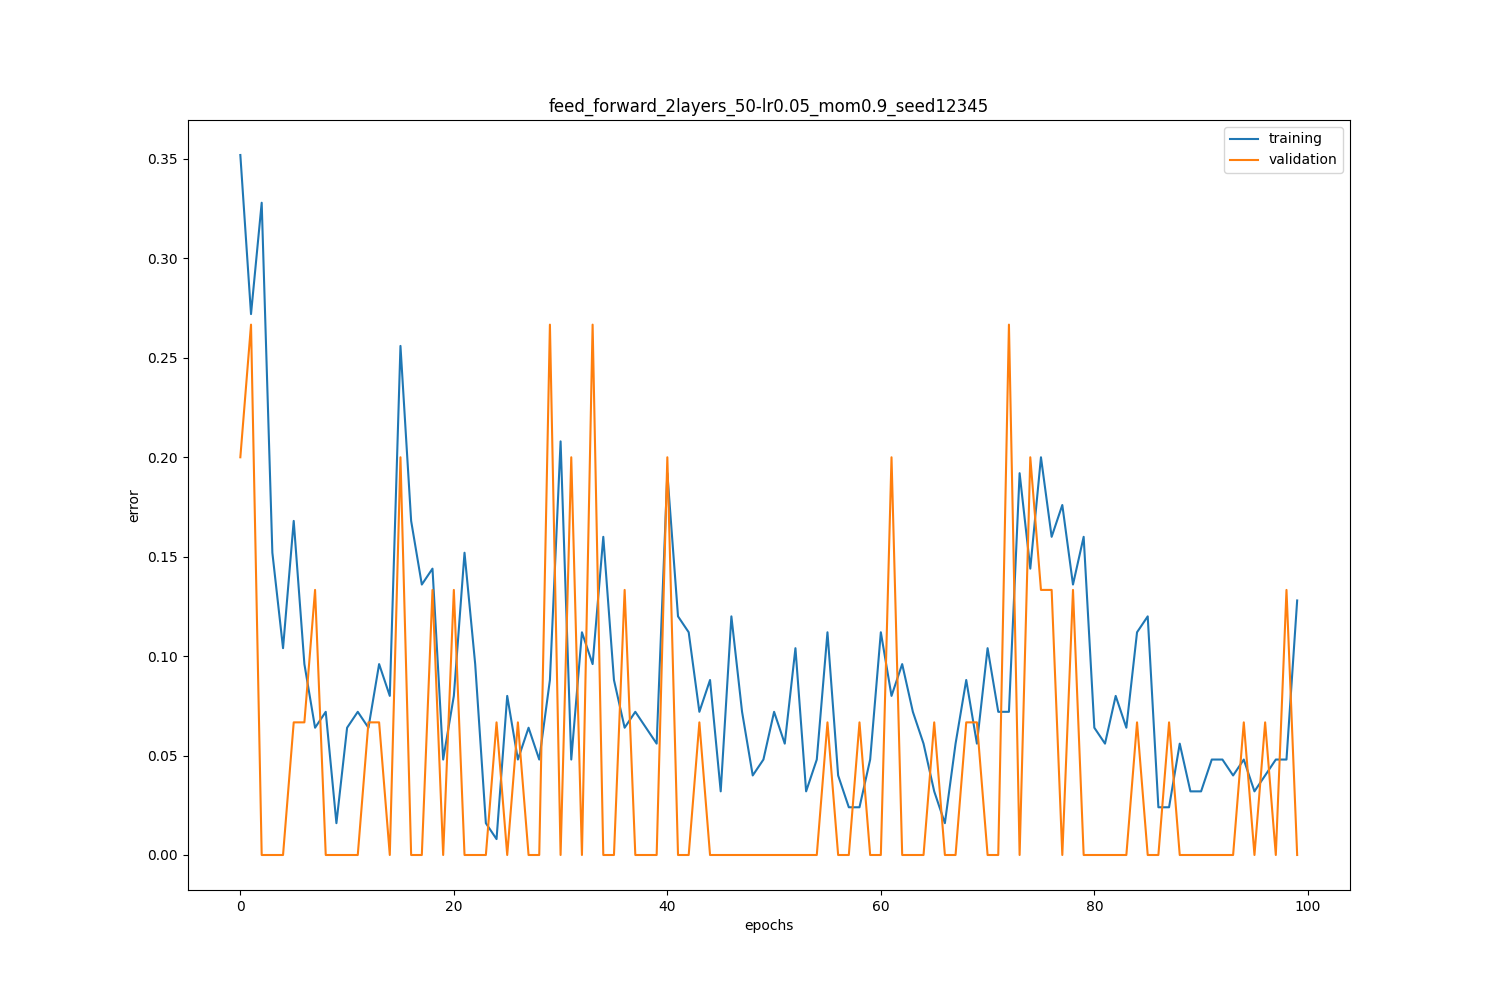 feed_forward_2layers_50-lr0.05_mom0.9_seed12345
training
validation
0.35
0.30
0.25
0.20
0.15
0.10
0.05
0.00
error
0 20 40 60 80 100
epochs